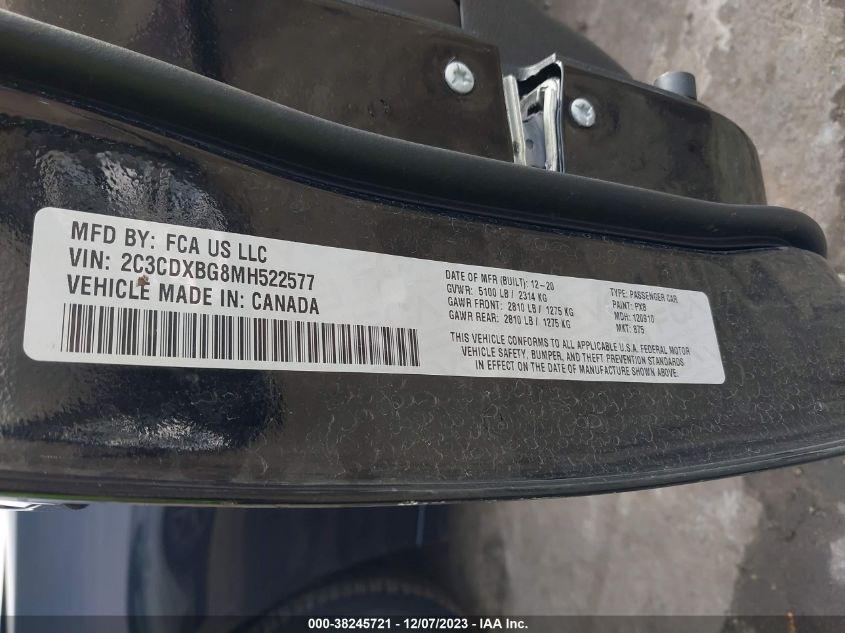 MFD BY: FCA US LLC
VIN: 2C3CDXBG8MH522577
VEHICLE MADE IN: CANADA
DATE OF MFR (BUILT): 12-20
GVWR: 5100 LB / 2314 KG
GAWR FRONT: 2810 LB / 1275 KG
GAWR REAR: 2810 LB / 1275 KG
TYPE: PASSENGER CAR
PAINT: PX8
MDH: 120910
MKT: 875
THIS VEHICLE CONFORMS TO ALL APPLICABLE U.S.A. FEDERAL MOTOR
VEHICLE SAFETY, BUMPER, AND THEFT PREVENTION STANDARDS
IN EFFECT ON THE DATE OF MANUFACTURE SHOWN ABOVE.
000-38245721 - 12/07/2023 - IAA Inc.